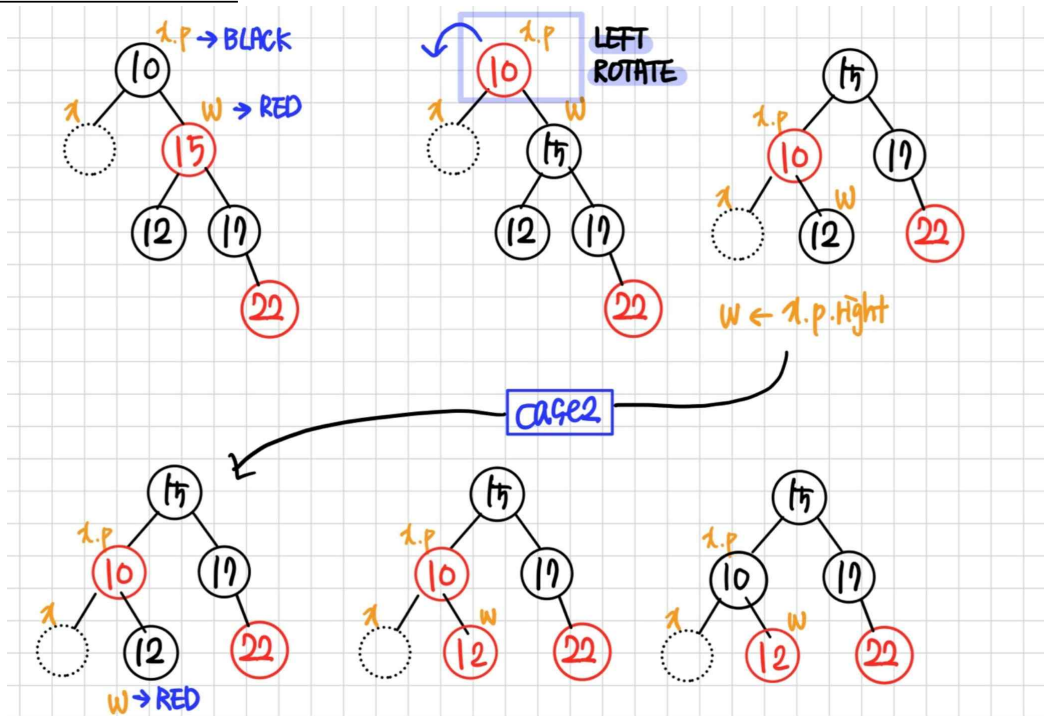 x.p → BLACK
10
x
w → RED
15
12
17
22
x.p
LEFT
ROTATE
10
x
w
15
12
17
22
15
x.p
10
17
x
w
12
22
w ← x.p.right
case2
15
x.p
10
17
x
12
22
w → RED
15
x.p
10
17
x
w
12
22
15
x.p
10
17
x
w
12
22